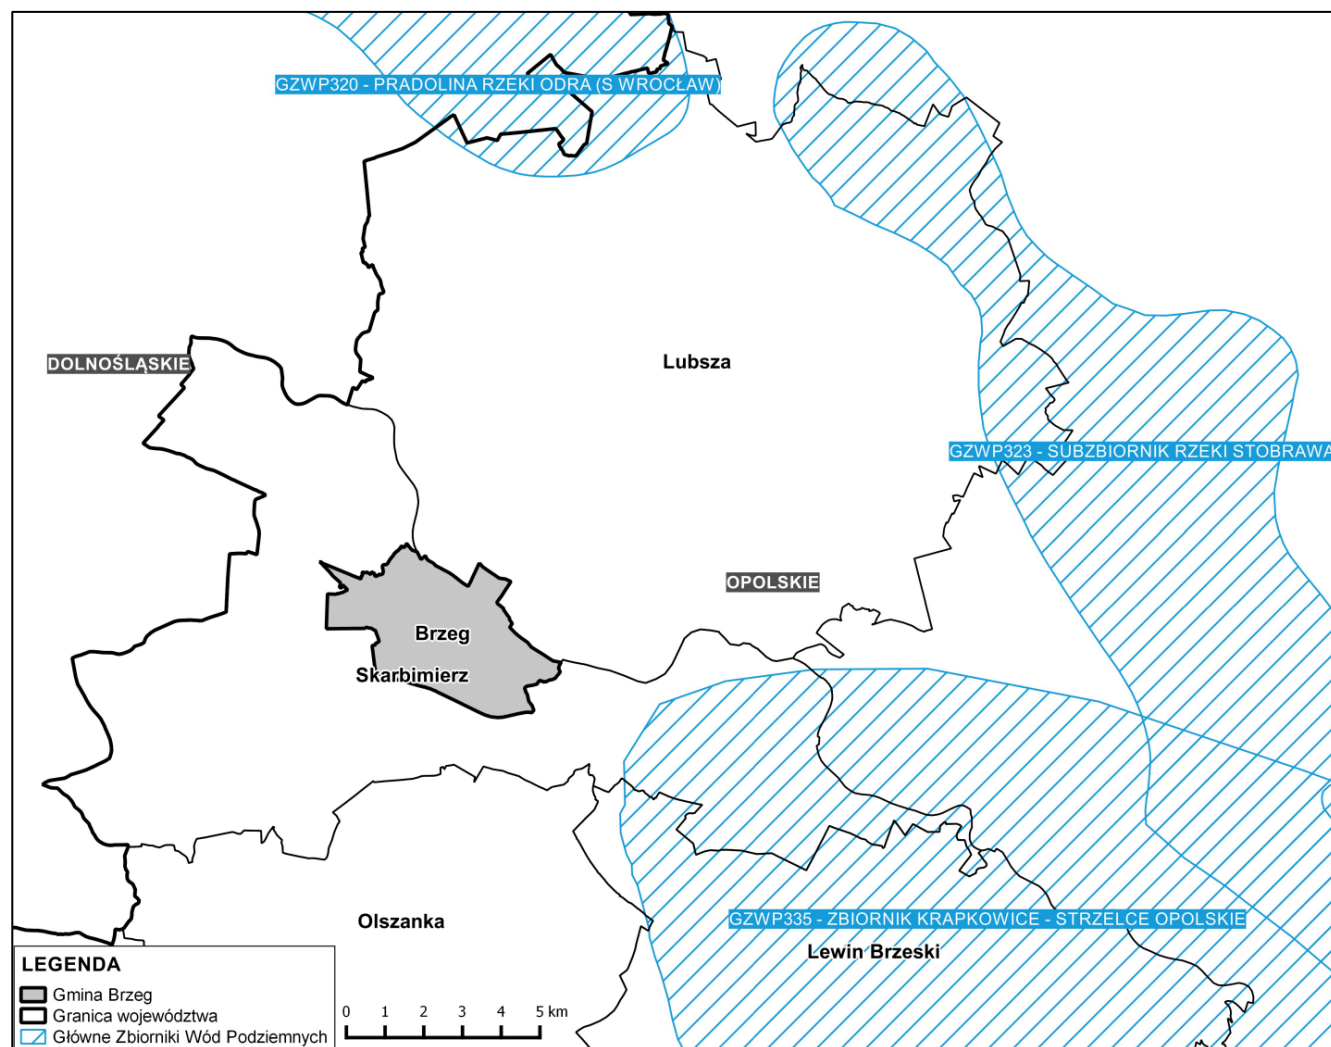 GZWP320 - PRADOLINA RZEKI ODRA (S WROCŁAW)
DOLNOŚLĄSKIE
Lubsza
GZWP323 - SUBZBIORNIK RZEKI STOBRAWA
OPOLSKIE
Brzeg
Skarbimierz
Olszanka
GZWP335 - ZBIORNIK KRAPKOWICE - STRZELCE OPOLSKIE
Lewin Brzeski
LEGENDA
Gmina Brzeg
Granica województwa
Główne Zbiorniki Wód Podziemnych
0 1 2 3 4 5 km